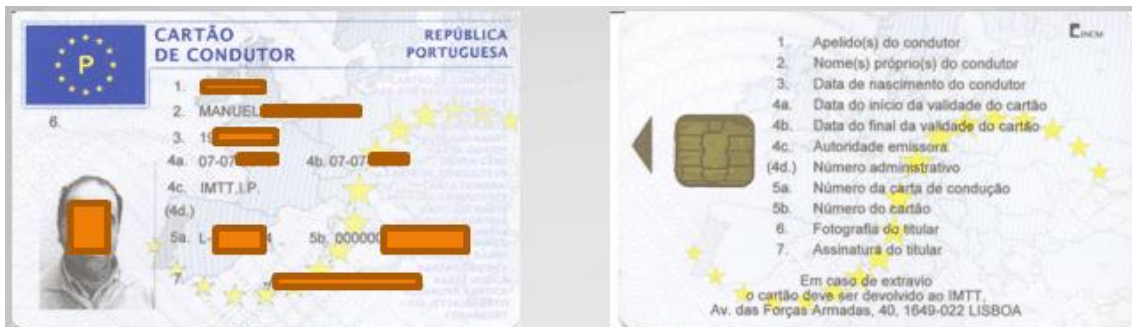 P
CARTÃO
DE CONDUTOR
REPÚBLICA
PORTUGUESA
1.
2. MANUEL
3. 19
4a. 07-07 4b. 07-07
4c. IMTT.I.P.
(4d.)
5a. L- 4 5b. 000000
6.
7.
INCM
1. Apelido(s) do condutor
2. Nome(s) próprio(s) do condutor
3. Data de nascimento do condutor
4a. Data do início da validade do cartão
4b. Data do final da validade do cartão
4c. Autoridade emissora
(4d.) Número administrativo
5a. Número da carta de condução
5b. Número do cartão
6. Fotografia do titular
7. Assinatura do titular
Em caso de extravio
o cartão deve ser devolvido ao IMTT,
Av. das Forças Armadas, 40, 1649-022 LISBOA